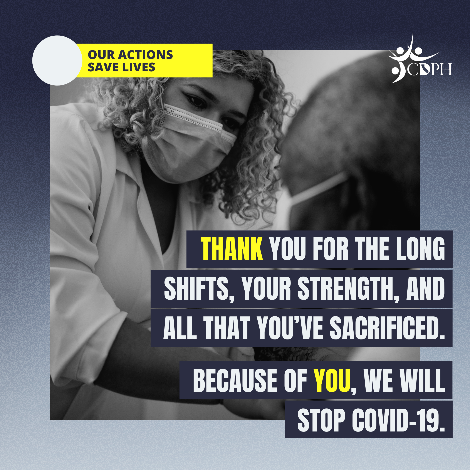 OUR ACTIONS
SAVE LIVES
CDPH
THANK YOU FOR THE LONG
SHIFTS, YOUR STRENGTH, AND
ALL THAT YOU'VE SACRIFICED.
BECAUSE OF YOU, WE WILL
STOP COVID-19.